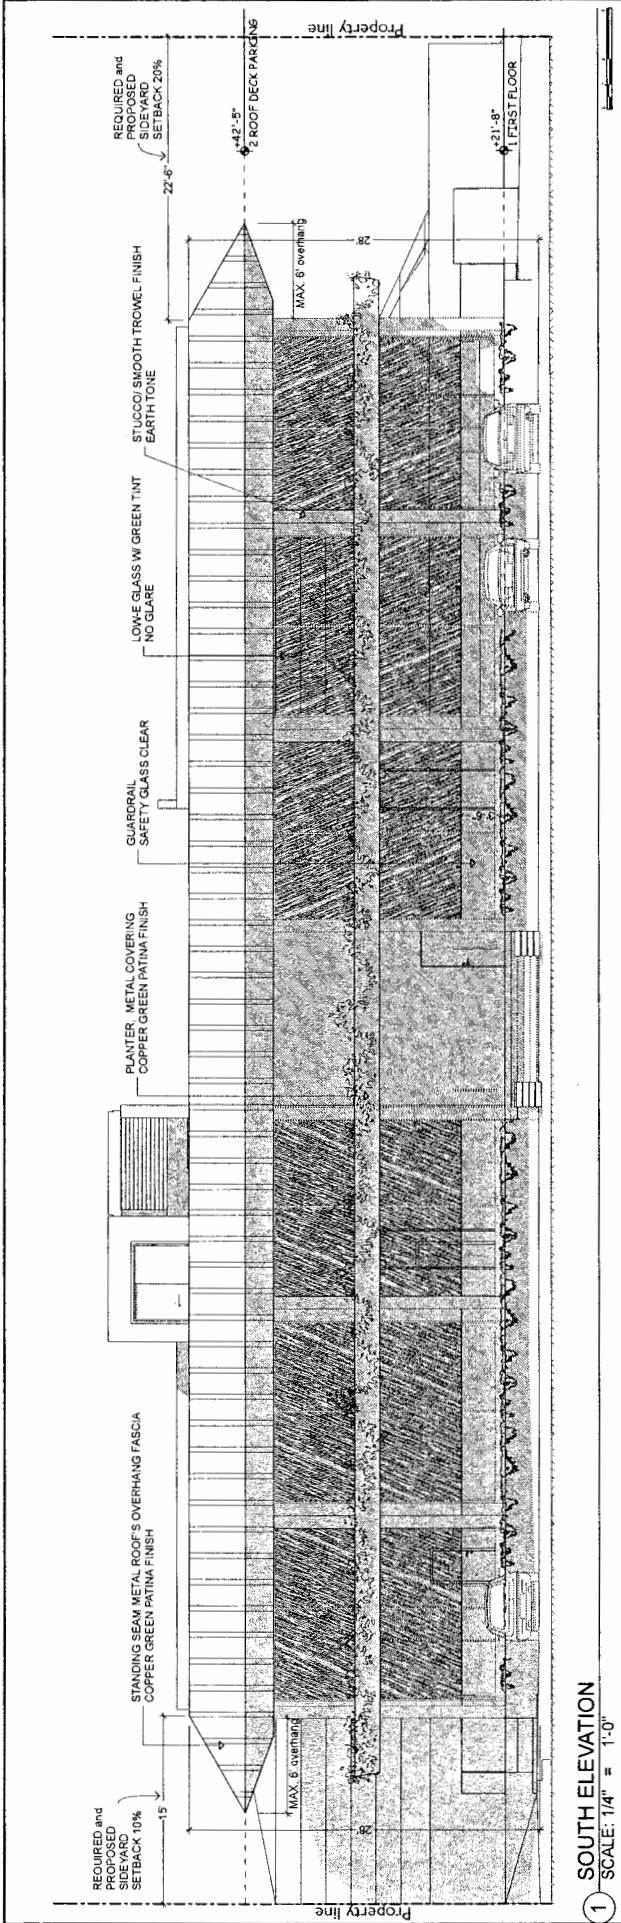 Property line
REQUIRED and
PROPOSED
SIDEYARD
SETBACK 10%
15'
STANDING SEAM METAL ROOF'S OVERHANG FASCIA
COPPER GREEN PATINA FINISH
PLANTER, METAL COVERING
COPPER GREEN PATINA FINISH
GUARDRAIL
SAFETY GLASS CLEAR
LOW-E GLASS W/ GREEN TINT
NO GLARE
STUCCO/ SMOOTH TROWEL FINISH
EARTH TONE
REQUIRED and
PROPOSED
SIDEYARD
SETBACK 20%
22'-6"
+42'-5"
2 ROOF DECK PARKING
MAX. 6' overhang
MAX. 6' overhang
28'
28'
3'-6"
+21'-8"
1 FIRST FLOOR
Property line
1
SOUTH ELEVATION
SCALE: 1/4" = 1'-0"